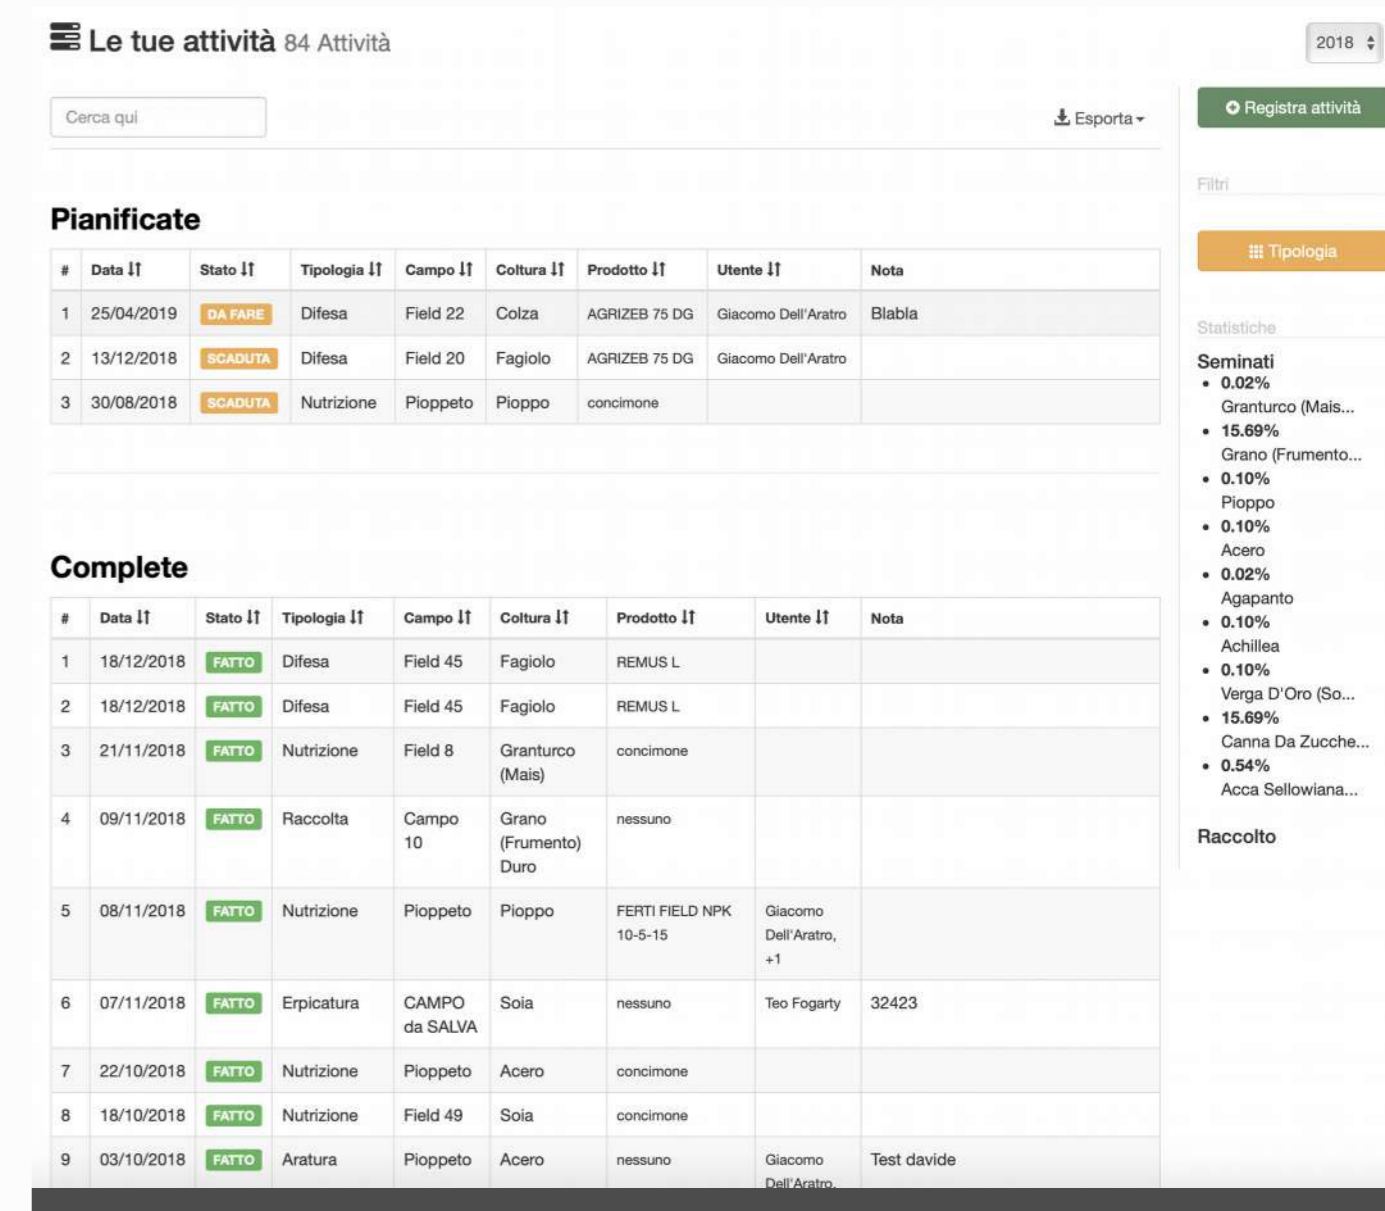 Le tue attività 84 Attività
2018
Cerca qui
Esporta
Registra attività
Filtri
Tipologia
Pianificate
# Data Stato Tipologia Campo Coltura Prodotto Utente Nota
1 25/04/2019 DA FARE Difesa Field 22 Colza AGRIZEB 75 DG Giacomo Dell'Aratro Blabla
2 13/12/2018 SCADUTA Difesa Field 20 Fagiolo AGRIZEB 75 DG Giacomo Dell'Aratro
3 30/08/2018 SCADUTA Nutrizione Pioppeto Pioppo concimone
Complete
# Data Stato Tipologia Campo Coltura Prodotto Utente Nota
1 18/12/2018 FATTO Difesa Field 45 Fagiolo REMUS L
2 18/12/2018 FATTO Difesa Field 45 Fagiolo REMUS L
3 21/11/2018 FATTO Nutrizione Field 8 Granturco concimone
(Mais)
4 09/11/2018 FATTO Raccolta Campo Grano nessuno
10 (Frumento)
Duro
5 08/11/2018 FATTO Nutrizione Pioppeto Pioppo FERTI FIELD NPK Giacomo
10-5-15 Dell'Aratro,
+1
6 07/11/2018 FATTO Erpicatura CAMPO Soia nessuno Teo Fogarty 32423
da SALVA
7 22/10/2018 FATTO Nutrizione Pioppeto Acero concimone
8 18/10/2018 FATTO Nutrizione Field 49 Soia concimone
9 03/10/2018 FATTO Aratura Pioppeto Acero nessuno Giacomo Test davide
Dell'Aratro,
Statistiche
Seminati
0.02%
Granturco (Mais...
15.69%
Grano (Frumento...
0.10%
Pioppo
0.10%
Acero
0.02%
Agapanto
0.10%
Achillea
0.10%
Verga D'Oro (So...
15.69%
Canna Da Zucche...
0.54%
Acca Sellowiana...
Raccolto